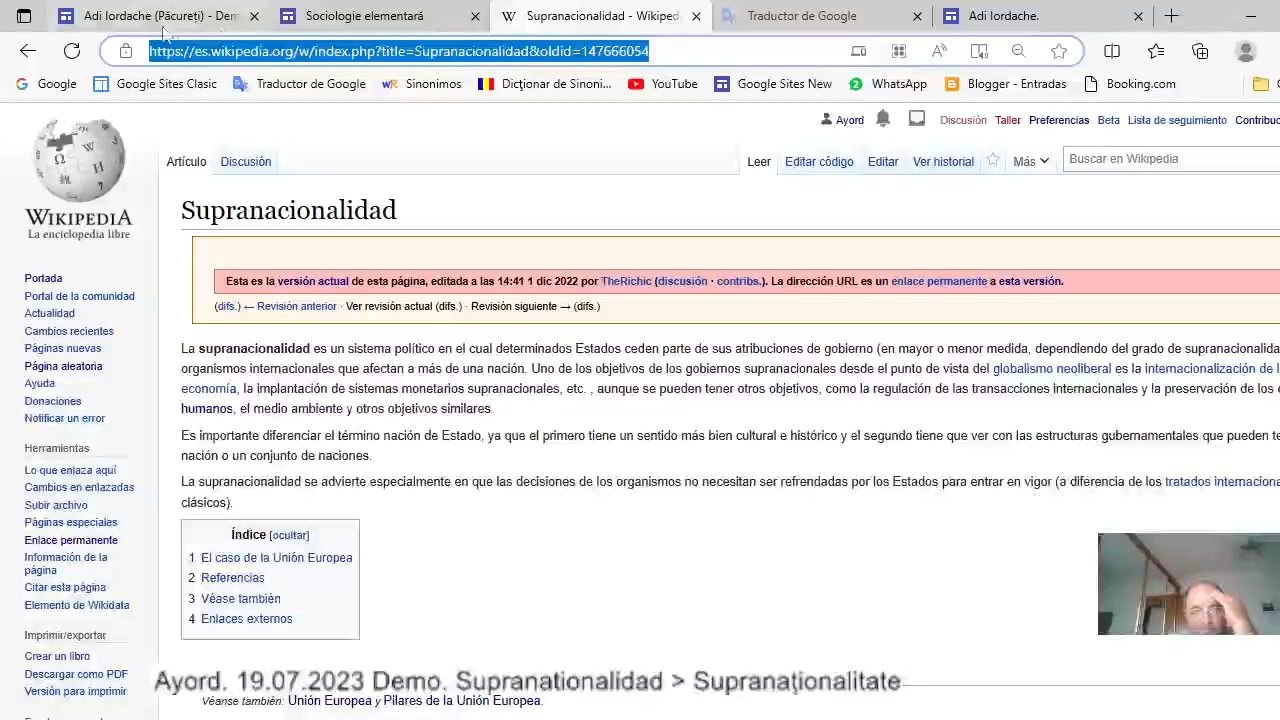 Adi Iordache (Păcureți) - Dem
Sociologie elementară
Supranacionalidad - Wikiped
Traductor de Google
Adi Iordache.
https://es.wikipedia.org/w/index.php?title=Supranacionalidad&oldid=147666054
Google
Google Sites Clasic
Traductor de Google
Sinonimos
Dicționar de Sinoni...
YouTube
Google Sites New
WhatsApp
Blogger - Entradas
Booking.com
Ayord
Discusión
Taller
Preferencias
Beta
Lista de seguimiento
Contribuc
Artículo
Discusión
Leer
Editar código
Editar
Ver historial
Más
Buscar en Wikipedia
WIKIPEDIA
La enciclopedia libre
Supranacionalidad
Esta es la versión actual de esta página, editada a las 14:41 1 dic 2022 por TheRichic (discusión · contribs.). La dirección URL es un enlace permanente a esta versión.
(difs.) ← Revisión anterior · Ver revisión actual (difs.) · Revisión siguiente → (difs.)
Portada
Portal de la comunidad
Actualidad
Cambios recientes
Páginas nuevas
Página aleatoria
Ayuda
Donaciones
Notificar un error
Herramientas
Lo que enlaza aquí
Cambios en enlazadas
Subir archivo
Páginas especiales
Enlace permanente
Información de la
página
Citar esta página
Elemento de Wikidata
Imprimir/exportar
Crear un libro
Descargar como PDF
Versión para imprimir
La supranacionalidad es un sistema político en el cual determinados Estados ceden parte de sus atribuciones de gobierno (en mayor o menor medida, dependiendo del grado de supranacionalida
organismos internacionales que afectan a más de una nación. Uno de los objetivos de los gobiernos supranacionales desde el punto de vista del globalismo neoliberal es la internacionalización de l
economía, la implantación de sistemas monetarios supranacionales, etc. , aunque se pueden tener otros objetivos, como la regulación de las transacciones internacionales y la preservación de los
humanos, el medio ambiente y otros objetivos similares.
Es importante diferenciar el término nación de Estado, ya que el primero tiene un sentido más bien cultural e histórico y el segundo tiene que ver con las estructuras gubernamentales que pueden te
nación o un conjunto de naciones.
La supranacionalidad se advierte especialmente en que las decisiones de los organismos no necesitan ser refrendadas por los Estados para entrar en vigor (a diferencia de los tratados internaciona
clásicos).
Índice [ocultar]
1 El caso de la Unión Europea
2 Referencias
3 Véase también
4 Enlaces externos
Ayord. 19.07.2023 Demo. Supranationalidad > Supranaționalitate
Véanse también: Unión Europea y Pilares de la Unión Europea.